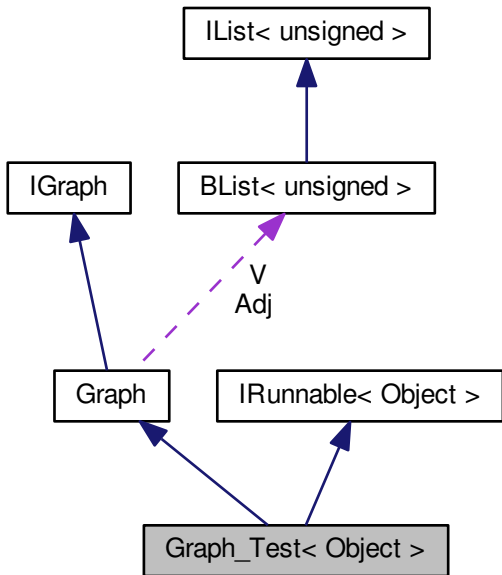 IList< unsigned >
IGraph
BList< unsigned >
V
Adj
Graph
IRunnable< Object >
Graph_Test< Object >